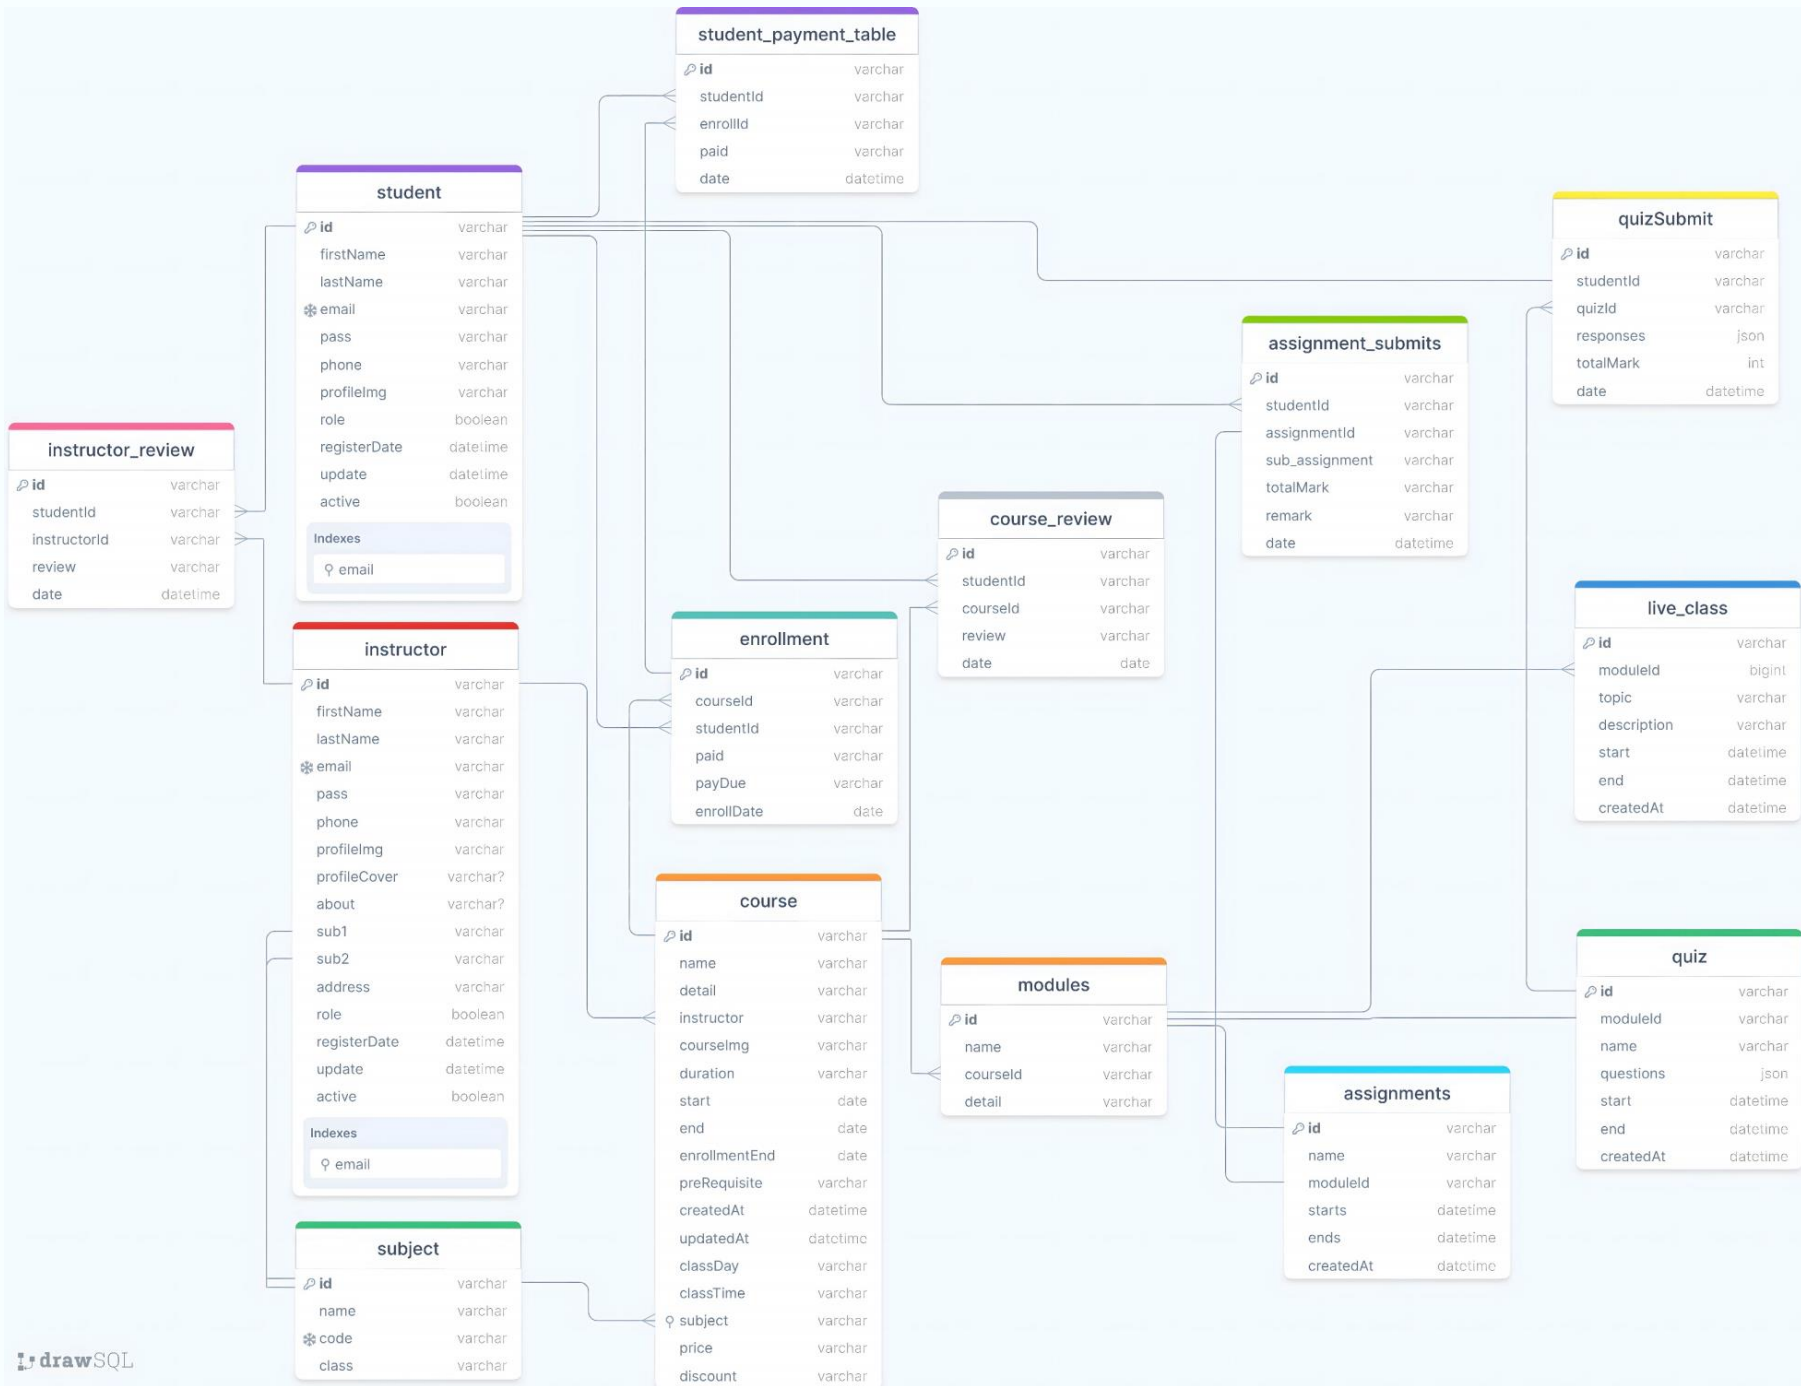 student_payment_table
id varchar
studentId varchar
enrollId varchar
paid varchar
date datetime
student
id varchar
firstName varchar
lastName varchar
email varchar
pass varchar
phone varchar
profileImg varchar
role boolean
registerDate datetime
update datetime
active boolean
Indexes
email
quizSubmit
id varchar
studentId varchar
quizId varchar
responses json
totalMark int
date datetime
assignment_submits
id varchar
studentId varchar
assignmentId varchar
sub_assignment varchar
totalMark varchar
remark varchar
date datetime
instructor_review
id varchar
studentId varchar
instructorId varchar
review varchar
date datetime
course_review
id varchar
studentId varchar
courseId varchar
review varchar
date date
live_class
id varchar
moduleId bigint
topic varchar
description varchar
start datetime
end datetime
createdAt datetime
enrollment
id varchar
courseId varchar
studentId varchar
paid varchar
payDue varchar
enrollDate date
instructor
id varchar
firstName varchar
lastName varchar
email varchar
pass varchar
phone varchar
profileImg varchar
profileCover varchar?
about varchar?
sub1 varchar
sub2 varchar
address varchar
role boolean
registerDate datetime
update datetime
active boolean
Indexes
email
course
id varchar
name varchar
detail varchar
instructor varchar
courseImg varchar
duration varchar
start date
end date
enrollmentEnd date
preRequisite varchar
createdAt datetime
updatedAt datetime
classDay varchar
classTime varchar
subject varchar
price varchar
discount varchar
modules
id varchar
name varchar
courseId varchar
detail varchar
quiz
id varchar
moduleId varchar
name varchar
questions json
start datetime
end datetime
createdAt datetime
assignments
id varchar
name varchar
moduleId varchar
starts datetime
ends datetime
createdAt datetime
subject
id varchar
name varchar
code varchar
class varchar
drawSQL